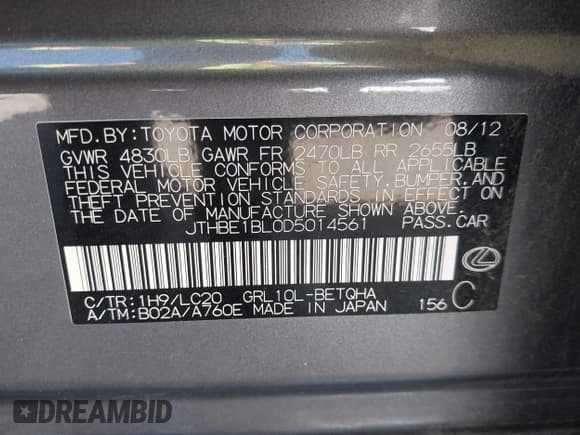 MFD.BY:TOYOTA MOTOR CORPORATION 08/12
GVWR 4830LB GAWR FR 2470LB RR 2655LB
THIS VEHICLE CONFORMS TO ALL APPLICABLE
FEDERAL MOTOR VEHICLE SAFETY,BUMPER,AND
THEFT PREVENTION STANDARDS IN EFFECT ON
THE DATE OF MANUFACTURE SHOWN ABOVE.
JTHBE1BL0D5014561 PASS.CAR
C/TR:1H9/LC20 GRL10L-BETQHA
A/TM:B02A/A760E MADE IN JAPAN 156 C
DREAMBID